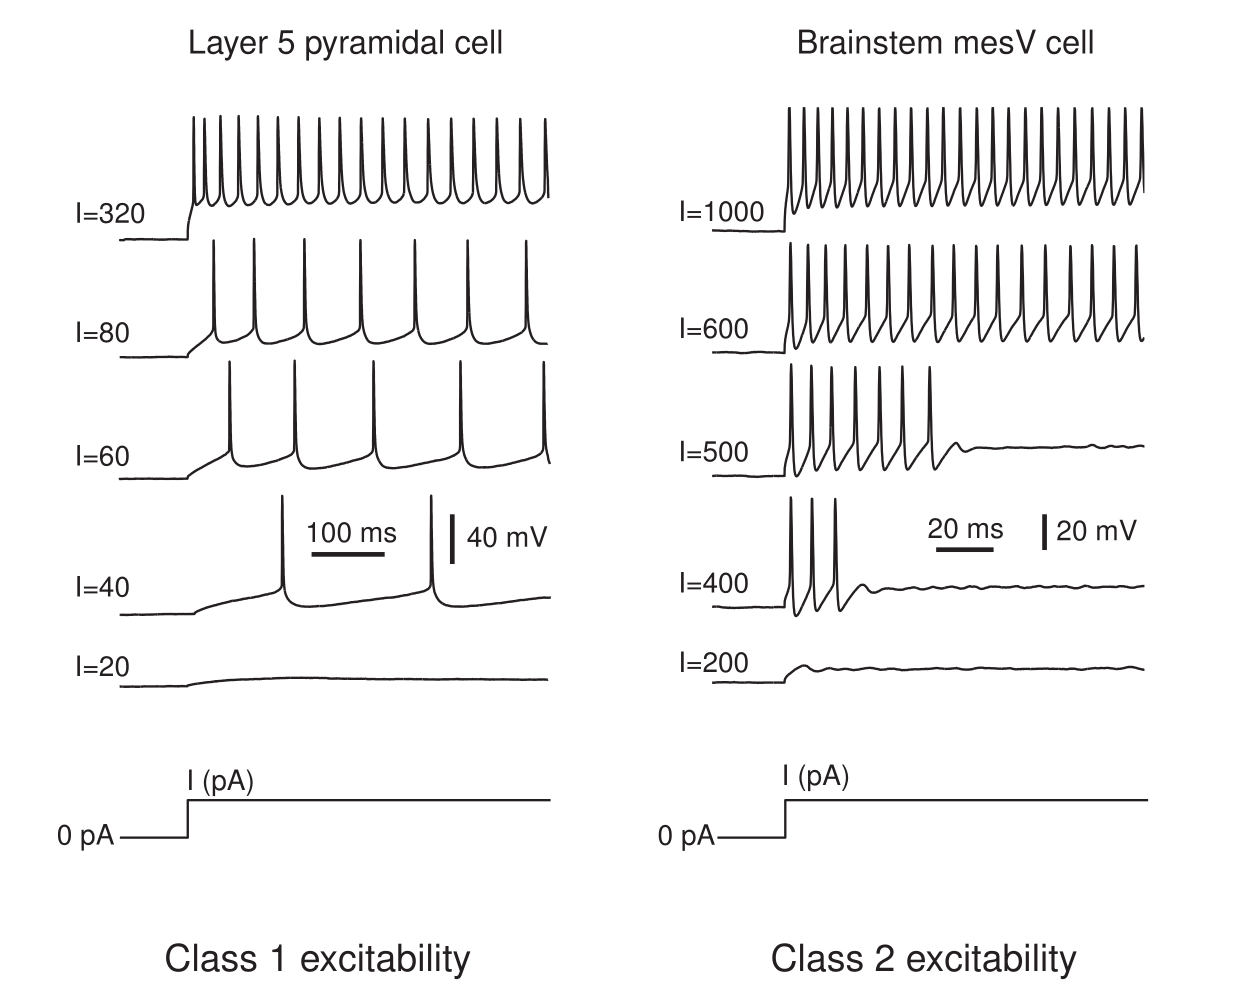 Layer 5 pyramidal cell
I=320
I=80
I=60
100 ms
40 mV
I=40
I=20
I (pA)
0 pA
Class 1 excitability
Brainstem mesV cell
I=1000
I=600
I=500
20 ms
20 mV
I=400
I=200
I (pA)
0 pA
Class 2 excitability